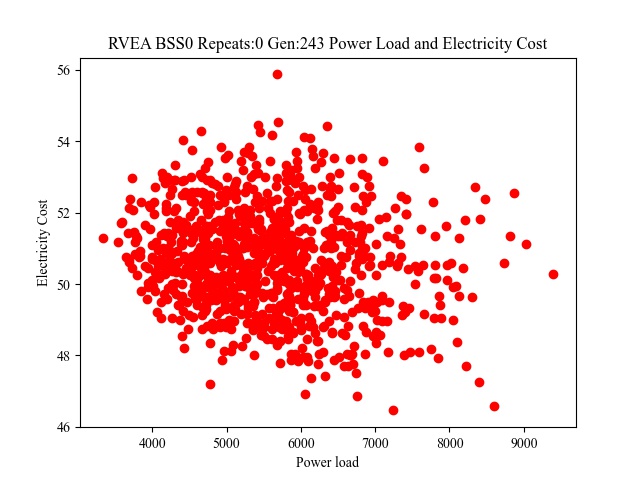 RVEA BSS0 Repeats:0 Gen:243 Power Load and Electricity Cost
56
54
52
50
48
46
Electricity Cost
4000 5000 6000 7000 8000 9000
Power load